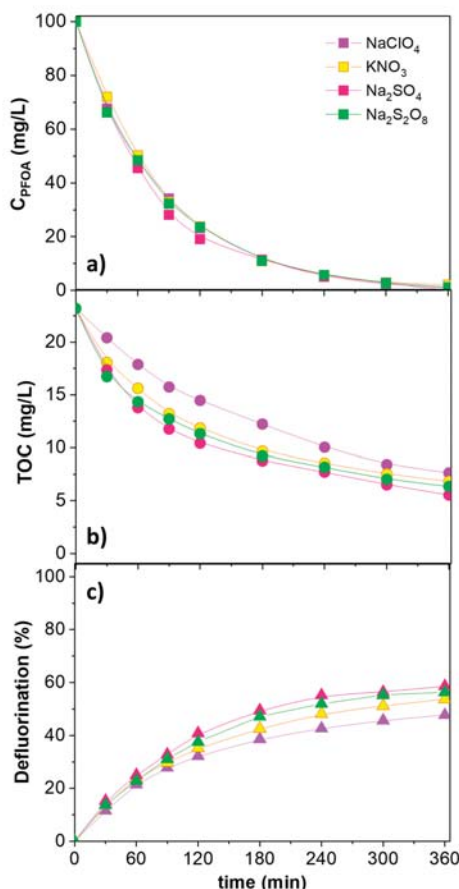 100
80
60
40
20
0
C_PFOA (mg/L)
NaClO₄
KNO₃
Na₂SO₄
Na₂S₂O₈
a)
20
15
10
5
0
TOC (mg/L)
b)
100
80
60
40
20
0
Defluorination (%)
c)
0 60 120 180 240 300 360
time (min)